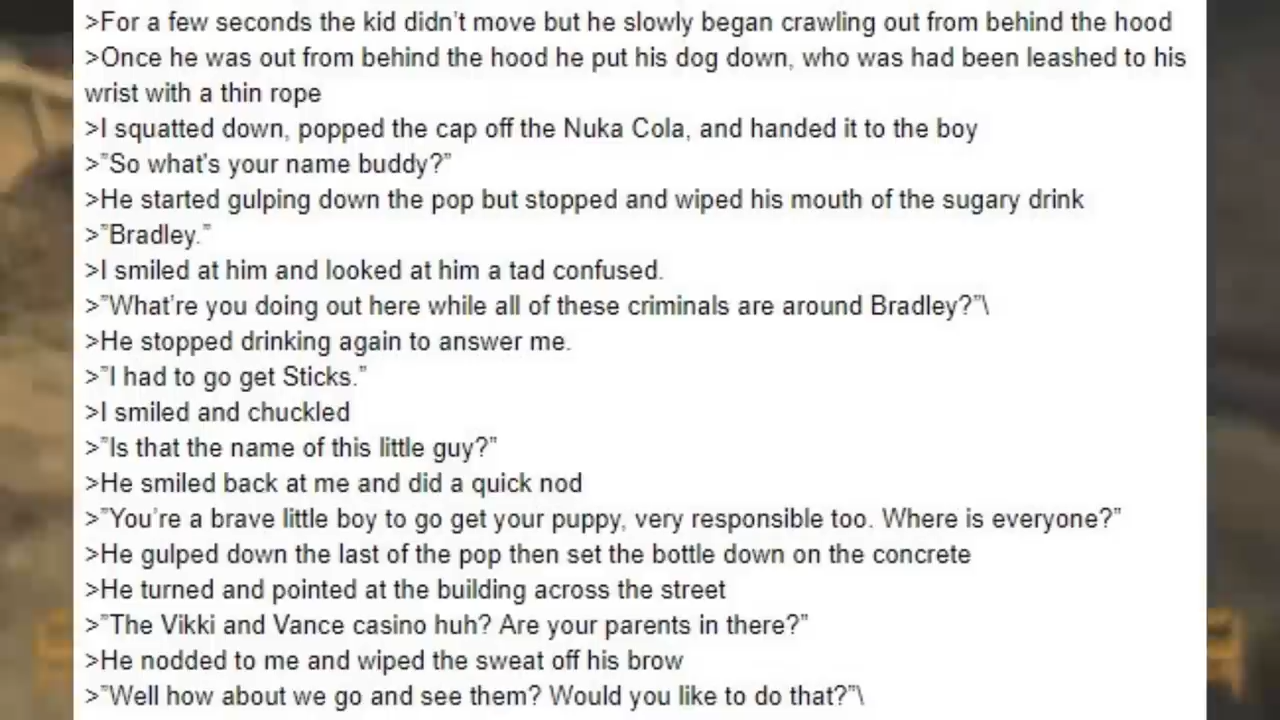 >For a few seconds the kid didn't move but he slowly began crawling out from behind the hood
>Once he was out from behind the hood he put his dog down, who was had been leashed to his
wrist with a thin rope
>I squatted down, popped the cap off the Nuka Cola, and handed it to the boy
>"So what's your name buddy?"
>He started gulping down the pop but stopped and wiped his mouth of the sugary drink
>"Bradley."
>I smiled at him and looked at him a tad confused.
>"What're you doing out here while all of these criminals are around Bradley?"\
>He stopped drinking again to answer me.
>"I had to go get Sticks."
>I smiled and chuckled
>"Is that the name of this little guy?"
>He smiled back at me and did a quick nod
>"You're a brave little boy to go get your puppy, very responsible too. Where is everyone?"
>He gulped down the last of the pop then set the bottle down on the concrete
>He turned and pointed at the building across the street
>"The Vikki and Vance casino huh? Are your parents in there?"
>He nodded to me and wiped the sweat off his brow
>"Well how about we go and see them? Would you like to do that?"\